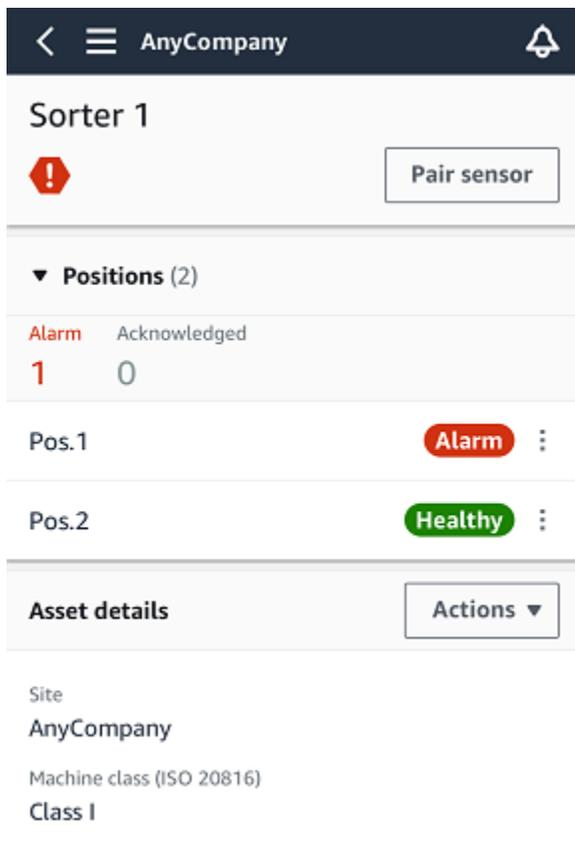 AnyCompany
Sorter 1
Pair sensor
Positions (2)
Alarm Acknowledged
1 0
Pos.1 Alarm
Pos.2 Healthy
Asset details Actions
Site
AnyCompany
Machine class (ISO 20816)
Class I